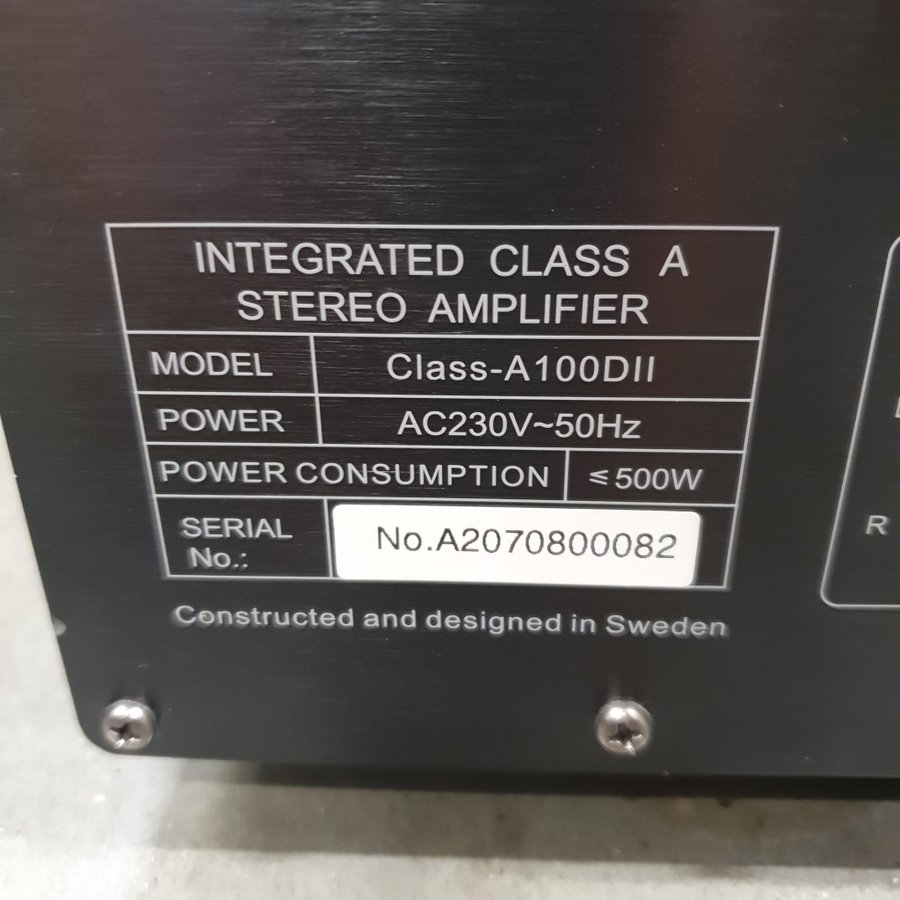 INTEGRATED CLASS A
STEREO AMPLIFIER
MODEL Class-A100DII
POWER AC230V~50Hz
POWER CONSUMPTION ≤500W
SERIAL
No.: No.A2070800082
Constructed and designed in Sweden
R